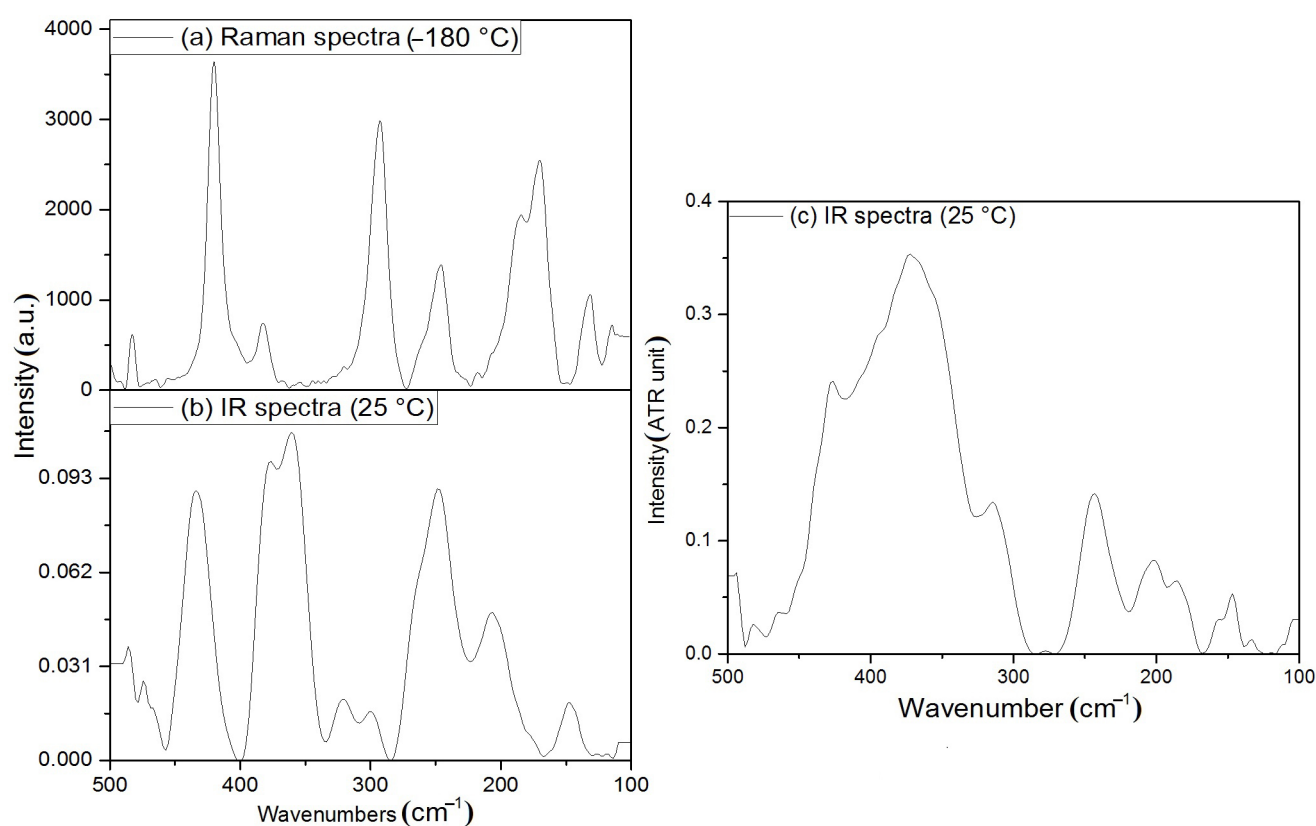 (a) Raman spectra (–180 °C)
4000
3000
2000
1000
0
Intensity (a.u.)
(b) IR spectra (25 °C)
0.093
0.062
0.031
0.000
500 400 300 200 100
Wavenumbers (cm⁻¹)
(c) IR spectra (25 °C)
0.4
0.3
0.2
0.1
0.0
Intensity (ATR unit)
500 400 300 200 100
Wavenumber (cm⁻¹)